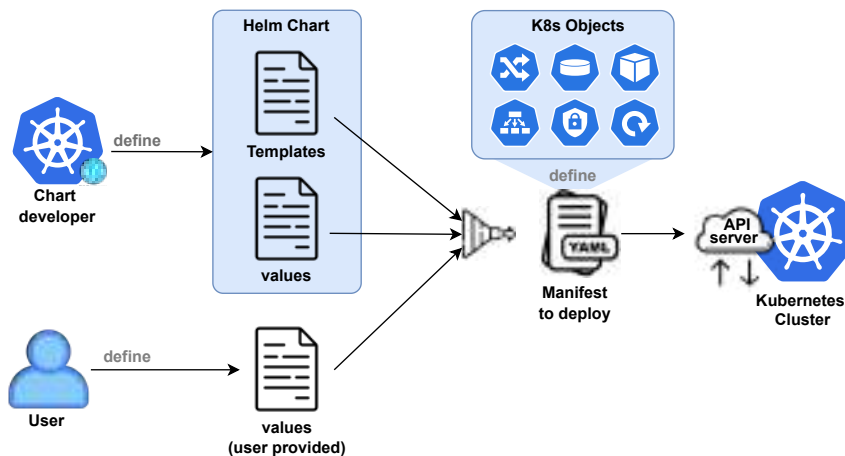 Helm Chart
K8s Objects
define
Templates
Chart
developer
values
define
YAML
API
server
Manifest
to deploy
Kubernetes
Cluster
define
User
values
(user provided)